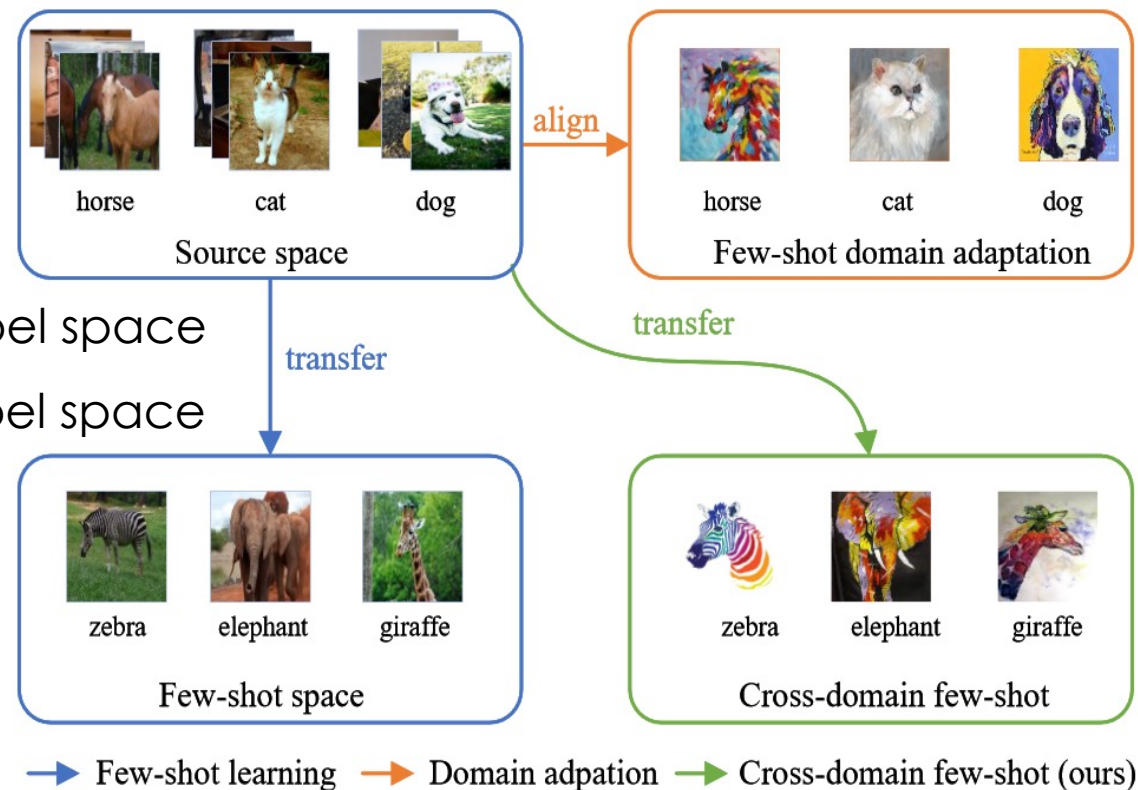 horse cat dog
Source space
align
horse cat dog
Few-shot domain adaptation
space
transfer
transfer
space
zebra elephant giraffe
Few-shot space
zebra elephant giraffe
Cross-domain few-shot
Few-shot learning Domain adpation Cross-domain few-shot (ours)